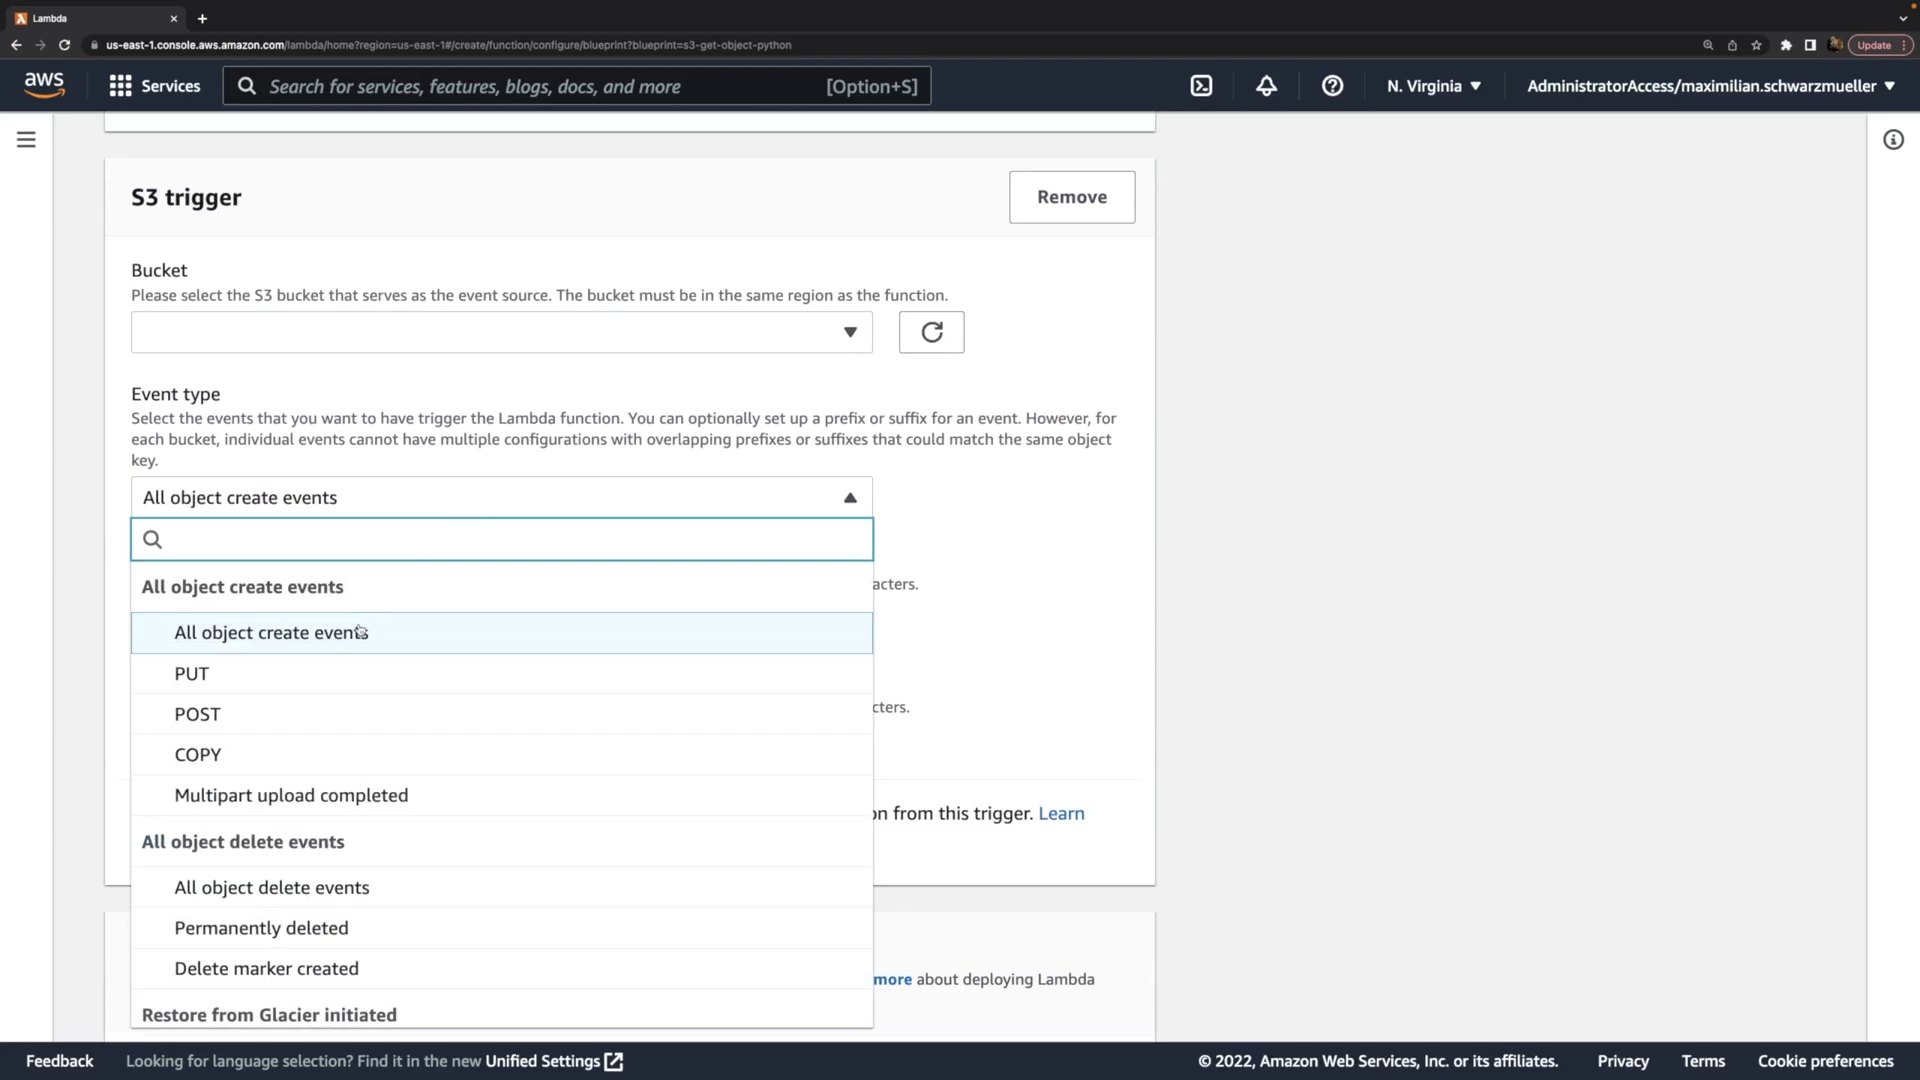 Lambda
us-east-1.console.aws.amazon.com/lambda/home?region=us-east-1#/create/function/configure/blueprint?blueprint=s3-get-object-python
Update
aws
Services
Search for services, features, blogs, docs, and more
[Option+S]
N. Virginia
AdministratorAccess/maximilian.schwarzmueller
S3 trigger
Remove
Bucket
Please select the S3 bucket that serves as the event source. The bucket must be in the same region as the function.
Event type
Select the events that you want to have trigger the Lambda function. You can optionally set up a prefix or suffix for an event. However, for
each bucket, individual events cannot have multiple configurations with overlapping prefixes or suffixes that could match the same object
key.
All object create events
All object create events
acters.
All object create events
PUT
POST
cters.
COPY
Multipart upload completed
on from this trigger. Learn
All object delete events
All object delete events
Permanently deleted
Delete marker created
more about deploying Lambda
Restore from Glacier initiated
Feedback
Looking for language selection? Find it in the new Unified Settings
© 2022, Amazon Web Services, Inc. or its affiliates.
Privacy
Terms
Cookie preferences